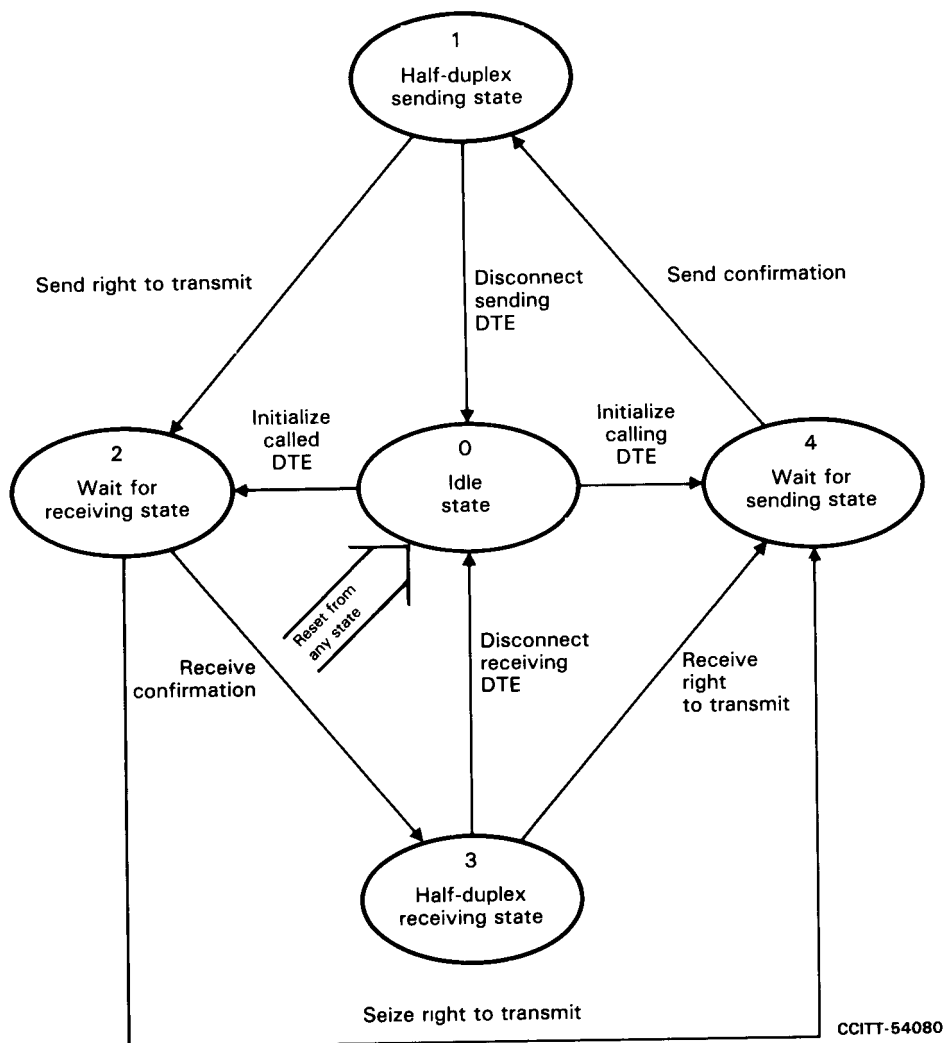 1
Half-duplex
sending state
Send right to transmit
Disconnect
sending
DTE
Send confirmation
Initialize
called
DTE
Initialize
calling
DTE
2
Wait for
receiving state
0
Idle
state
4
Wait for
sending state
Reset from
any state
Receive
confirmation
Disconnect
receiving
DTE
Receive
right
to transmit
3
Half-duplex
receiving state
Seize right to transmit
CCITT-54080